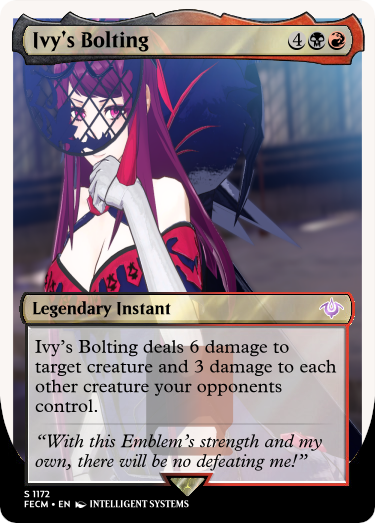 Ivy's Bolting 4
Legendary Instant
Ivy's Bolting deals 6 damage to
target creature and 3 damage to each
other creature your opponents
control.
“With this Emblem's strength and my
own, there will be no defeating me!”
S 1172
FECM • EN INTELLIGENT SYSTEMS